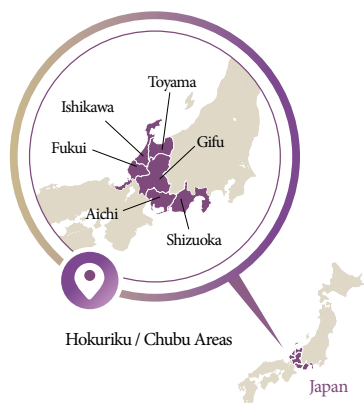 Toyama
Ishikawa
Fukui
Gifu
Aichi
Shizuoka
Hokuriku / Chubu Areas
Japan